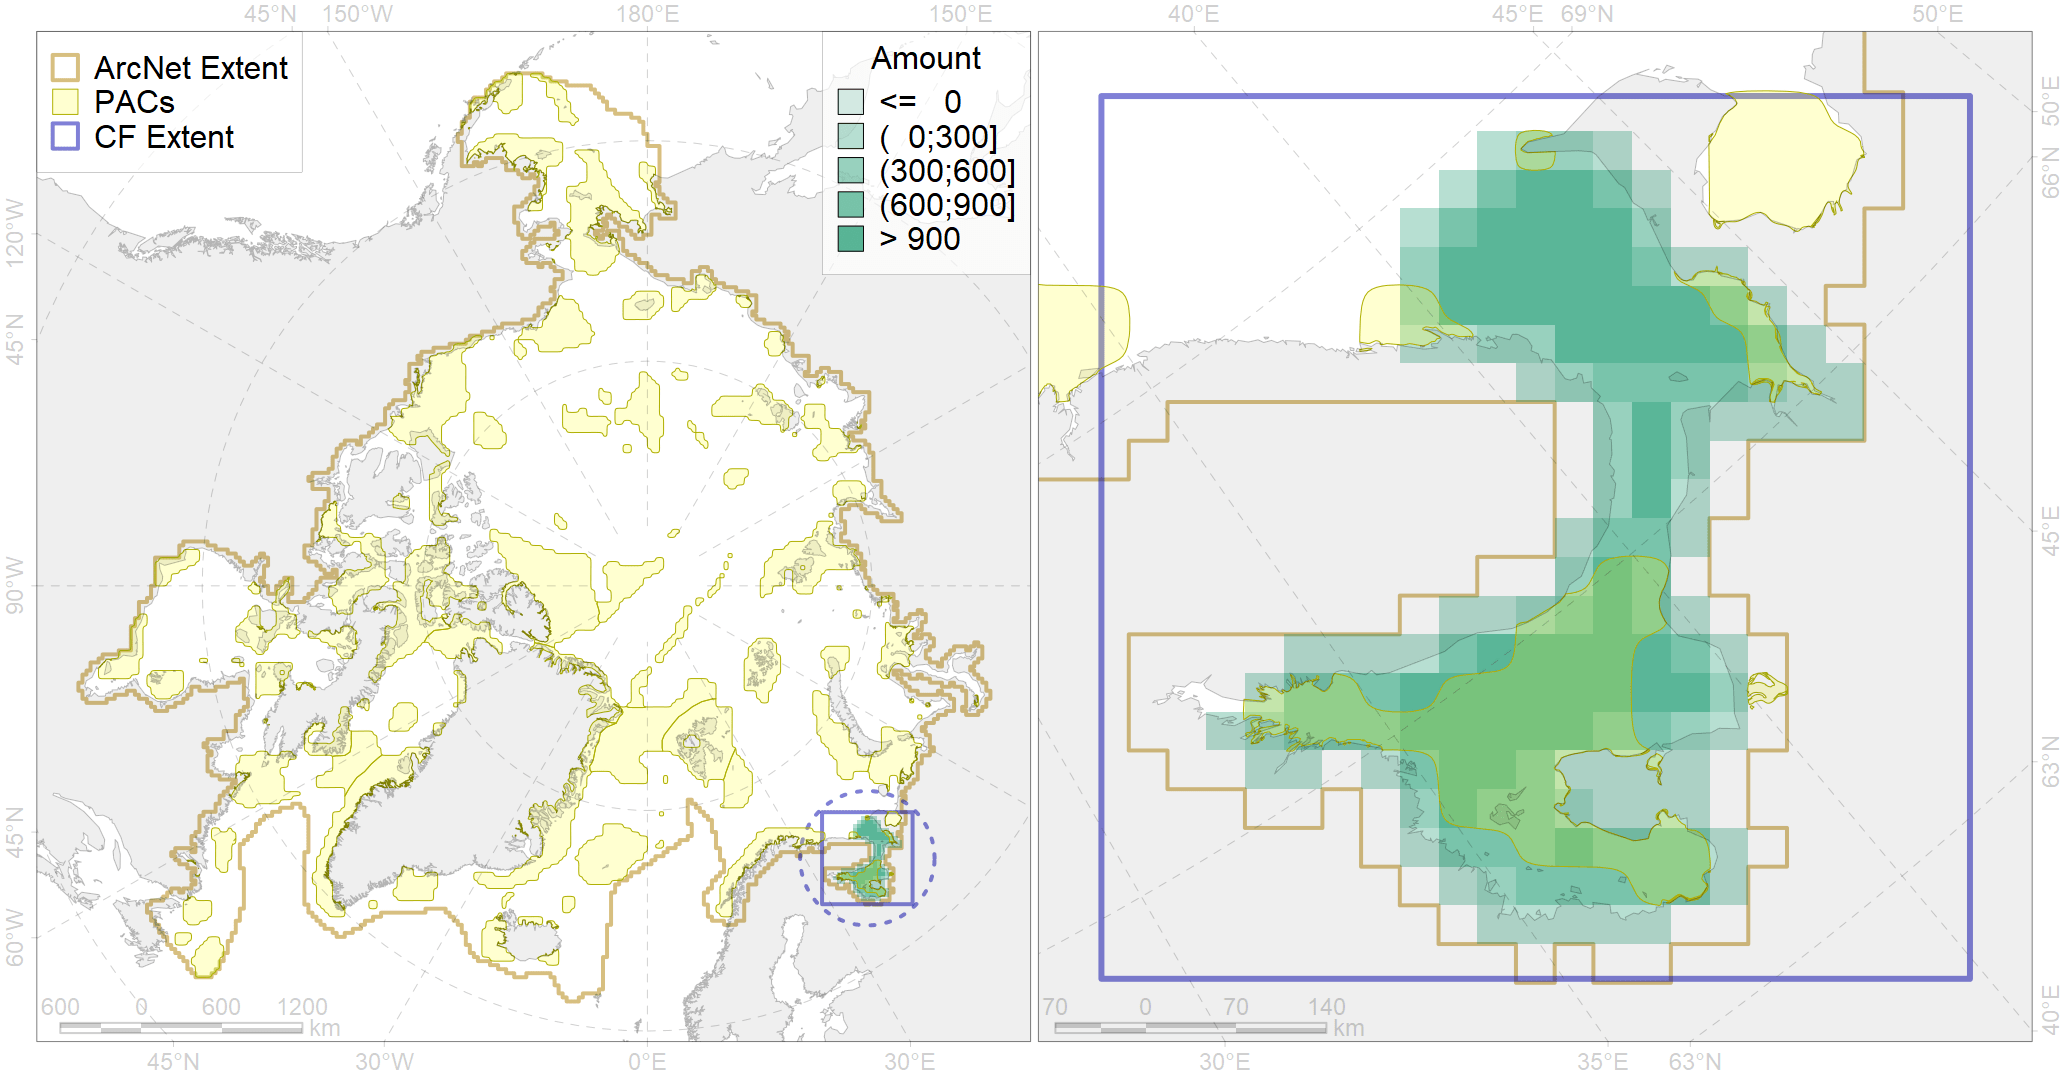 45°N 150°W 180°E 150°E 40°E 45°E 69°N 50°E
ArcNet Extent
PACs
CF Extent
Amount
<= 0
( 0;300]
(300;600]
(600;900]
> 900
120°W
45°N
90°W
45°N
60°W
50°E
66°N
45°E
63°N
40°E
600 0 600 1200
km
70 0 70 140
km
45°N 30°W 0°E 30°E 30°E 35°E 63°N